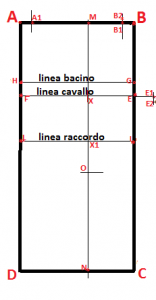 A A1 M B2 B
B1
H linea bacino G
F linea cavallo X E E1
E2
linea raccordo
X1
O
D N C